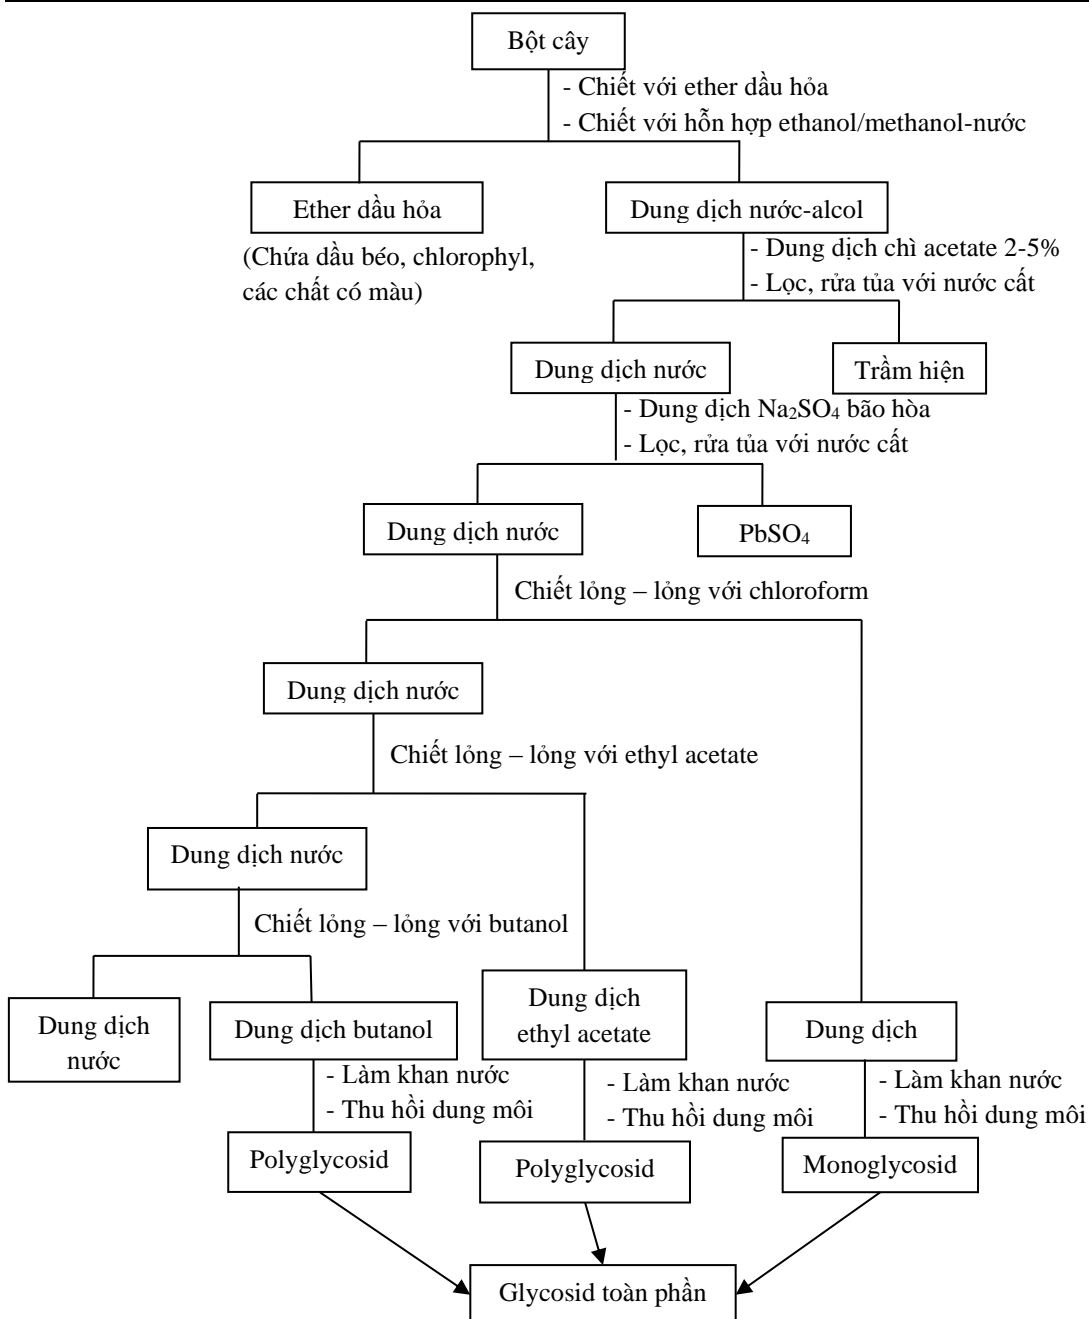 Bột cây
- Chiết với ether dầu hỏa
- Chiết với hỗn hợp ethanol/methanol-nước
Ether dầu hỏa
Dung dịch nước-alcol
(Chứa dầu béo, chlorophyl,
các chất có màu)
- Dung dịch chì acetate 2-5%
- Lọc, rửa tủa với nước cất
Dung dịch nước
Trầm hiện
- Dung dịch Na₂SO₄ bão hòa
- Lọc, rửa tủa với nước cất
Dung dịch nước
PbSO₄
Chiết lỏng – lỏng với chloroform
Dung dịch nước
Chiết lỏng – lỏng với ethyl acetate
Dung dịch nước
Chiết lỏng – lỏng với butanol
Dung dịch
nước
Dung dịch butanol
Dung dịch
ethyl acetate
Dung dịch
- Làm khan nước
- Thu hồi dung môi
- Làm khan nước
- Thu hồi dung môi
- Làm khan nước
- Thu hồi dung môi
Polyglycosid
Polyglycosid
Monoglycosid
Glycosid toàn phần